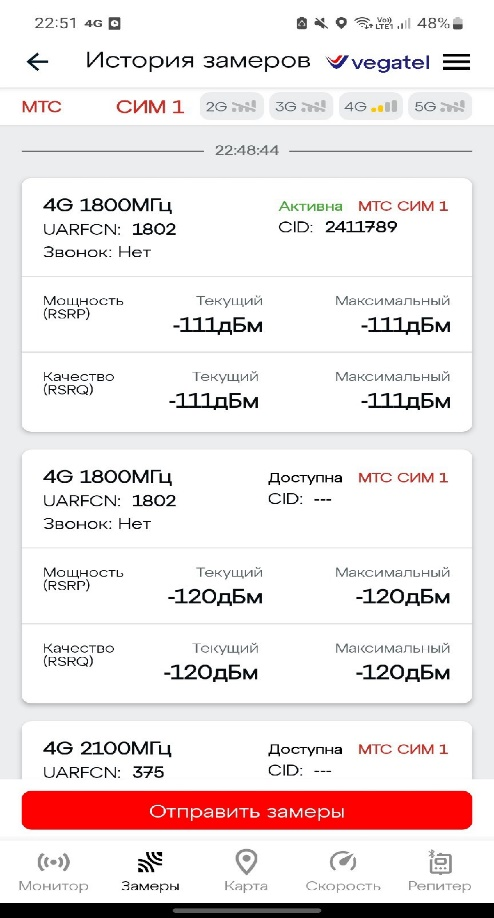 22:51 4G Vo) LTE1 48%
История замеров vegatel
МТС СИМ 1 2G 3G 4G 5G
22:48:44
4G 1800МГц Активна МТС СИМ 1
UARFCN: 1802 CID: 2411789
Звонок: Нет
Мощность (RSRP) Текущий Максимальный
-111дБм -111дБм
Качество (RSRQ) Текущий Максимальный
-111дБм -111дБм
4G 1800МГц Доступна МТС СИМ 1
UARFCN: 1802 CID: ---
Звонок: Нет
Мощность (RSRP) Текущий Максимальный
-120дБм -120дБм
Качество (RSRQ) Текущий Максимальный
-120дБм -120дБм
4G 2100МГц Доступна МТС СИМ 1
UARFCN: 375 CID: ---
Отправить замеры
Монитор Замеры Карта Скорость Репитер